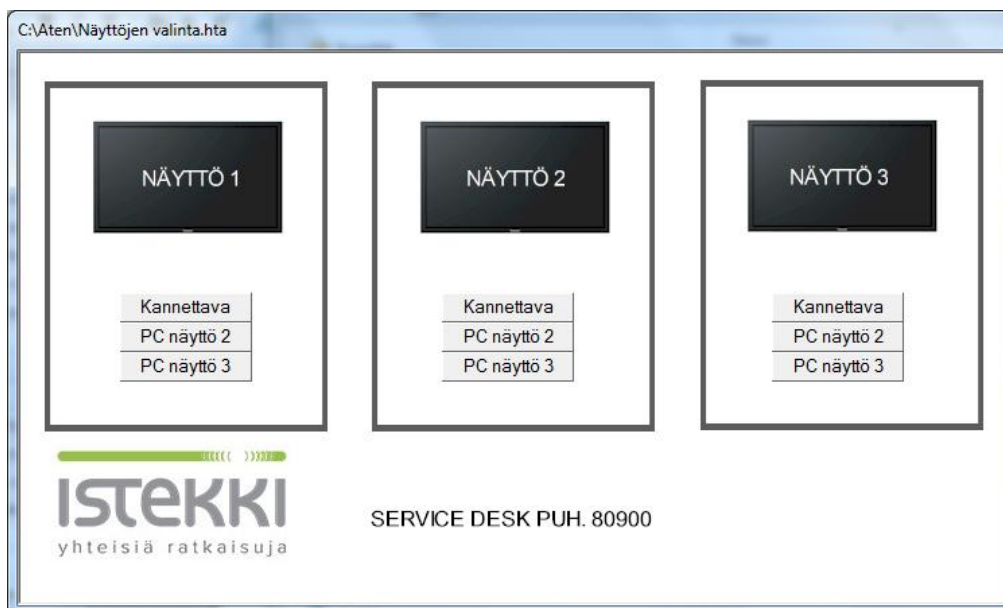 C:\Aten\Näyttöjen valinta.hta
NÄYTTÖ 1
Kannettava
PC näyttö 2
PC näyttö 3
NÄYTTÖ 2
Kannettava
PC näyttö 2
PC näyttö 3
NÄYTTÖ 3
Kannettava
PC näyttö 2
PC näyttö 3
ISTEKKI
yhteisiä ratkaisuja
SERVICE DESK PUH. 80900